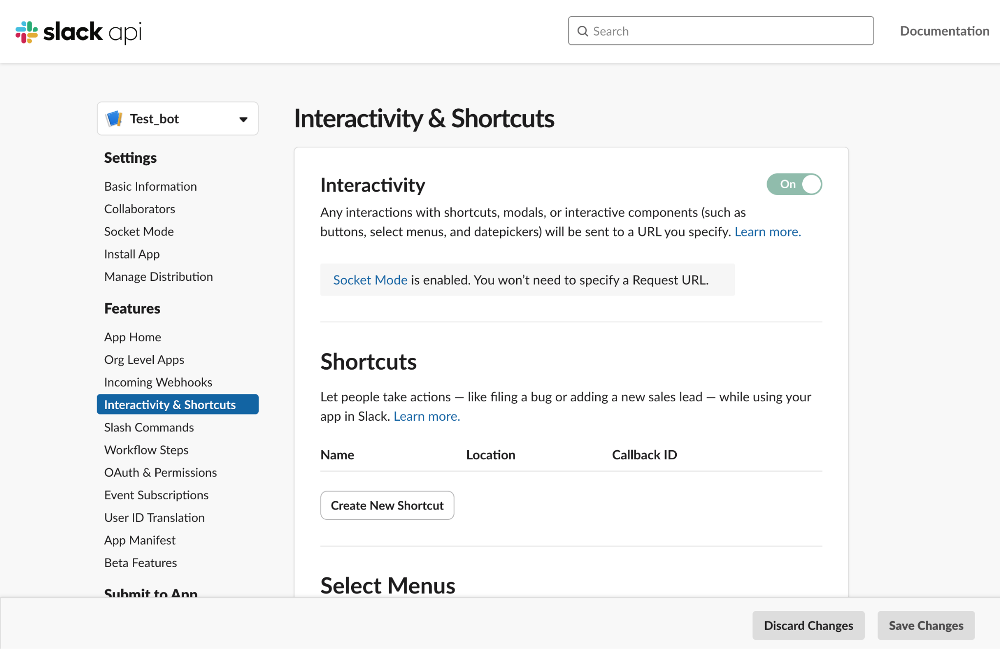 slack api
Search
Documentation
Test_bot
Settings
Basic Information
Collaborators
Socket Mode
Install App
Manage Distribution
Features
App Home
Org Level Apps
Incoming Webhooks
Interactivity & Shortcuts
Slash Commands
Workflow Steps
OAuth & Permissions
Event Subscriptions
User ID Translation
App Manifest
Beta Features
Submit to App
Interactivity & Shortcuts
Interactivity
On
Any interactions with shortcuts, modals, or interactive components (such as
buttons, select menus, and datepickers) will be sent to a URL you specify. Learn more.
Socket Mode is enabled. You won’t need to specify a Request URL.
Shortcuts
Let people take actions — like filing a bug or adding a new sales lead — while using your
app in Slack. Learn more.
Name Location Callback ID
Create New Shortcut
Select Menus
Discard Changes
Save Changes